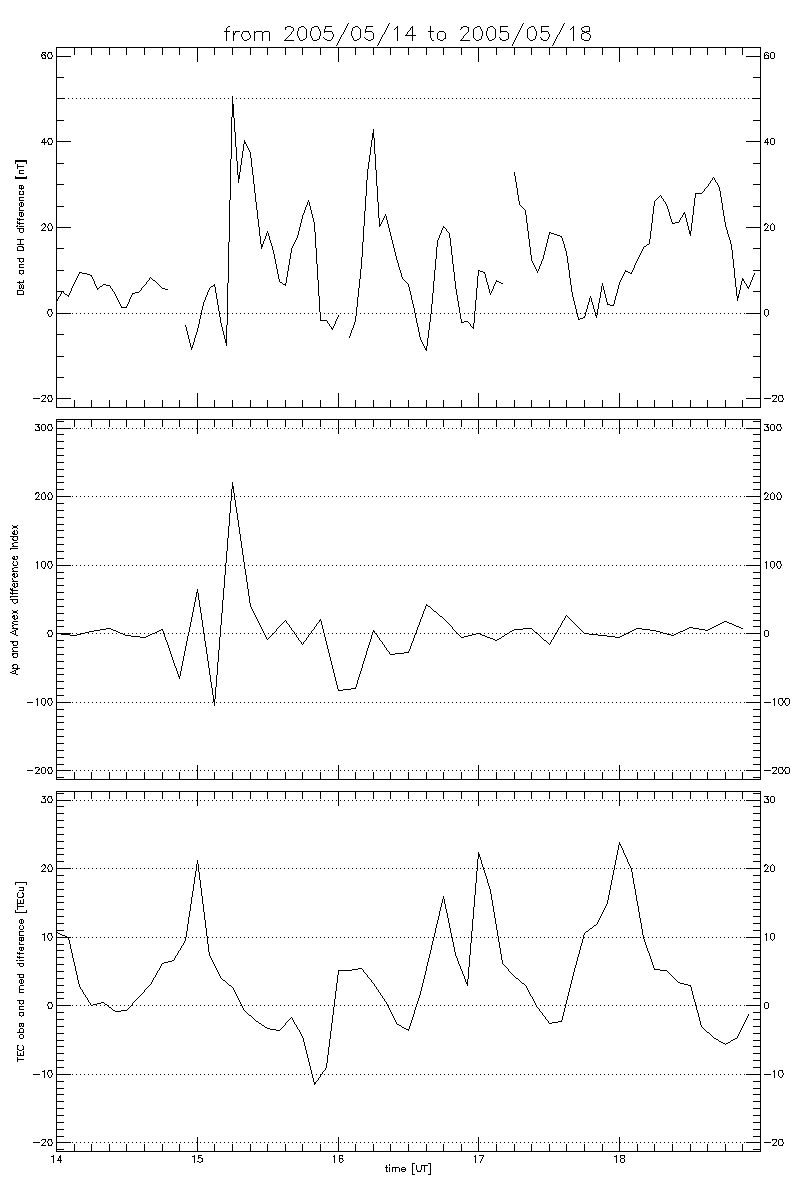 from 2005/05/14 to 2005/05/18
60 60
40 40
20 20
0 0
-20 -20
Dst and DH difference [nT]
300 300
200 200
100 100
0 0
-100 -100
-200 -200
Ap and Amex difference Index
30 30
20 20
10 10
0 0
-10 -10
-20 -20
TEC obs and med difference [TECu]
14 15 16 17 18
time [UT]